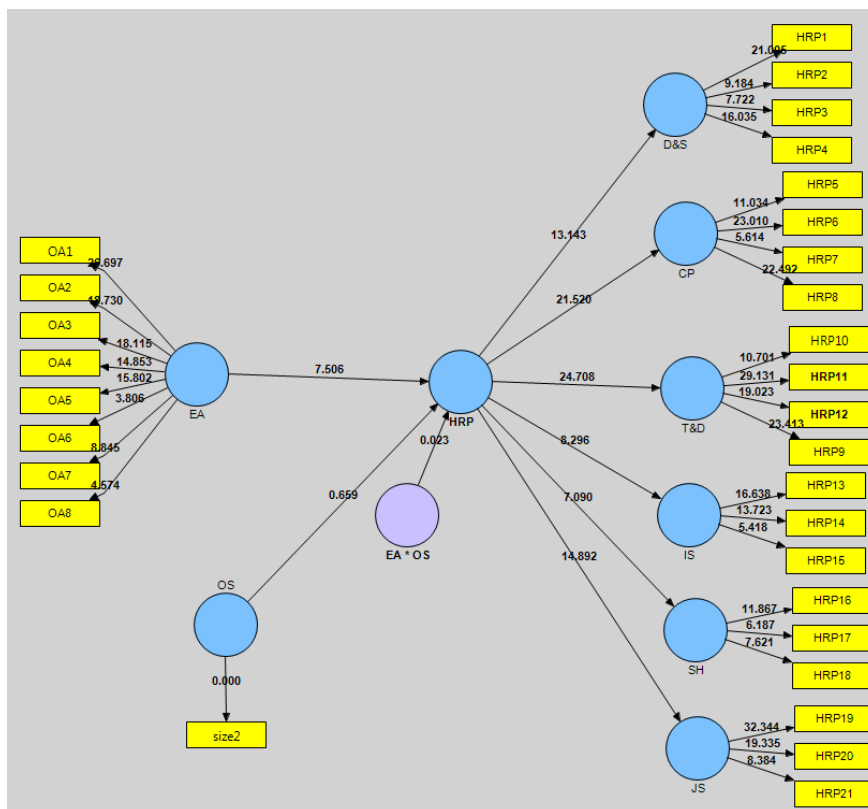 HRP1
21.005
9.184
HRP2
7.722
HRP3
16.035
HRP4
D&S
HRP5
11.034
23.010
HRP6
5.614
HRP7
22.492
HRP8
CP
13.143
21.520
OA1
OA2
18.115
OA3
14.853
OA4
15.802
OA5
3.806
OA6
8.845
OA7
4.574
OA8
EA
7.506
HRP
24.708
0.023
EA * OS
0.659
OS
0.000
size2
HRP10
10.701
29.131
HRP11
19.023
HRP12
23.413
HRP9
T&D
8.296
7.090
14.892
16.638
HRP13
13.723
HRP14
5.418
HRP15
IS
11.867
HRP16
6.187
HRP17
7.621
HRP18
SH
32.344
HRP19
19.335
HRP20
8.384
HRP21
JS